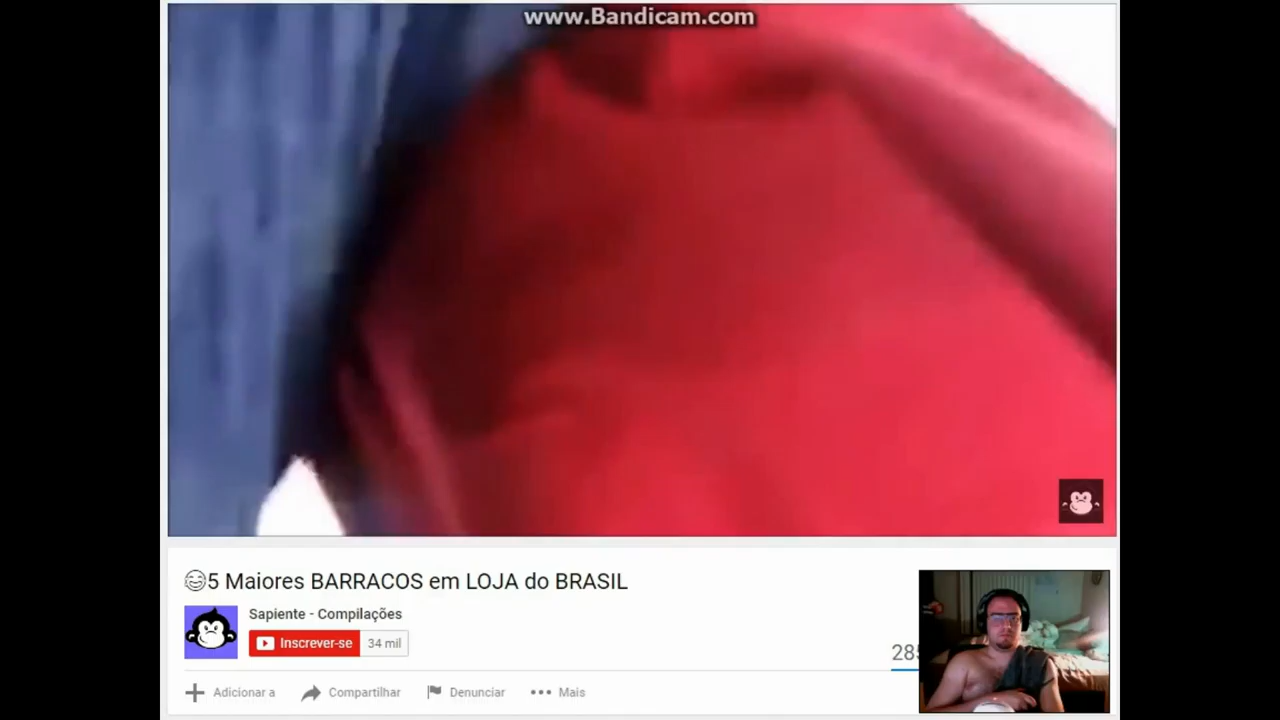 www.Bandicam.com
😂5 Maiores BARRACOS em LOJA do BRASIL
Sapiente - Compilações
Inscrever-se 34 mil
285
Adicionar a Compartilhar Denunciar Mais